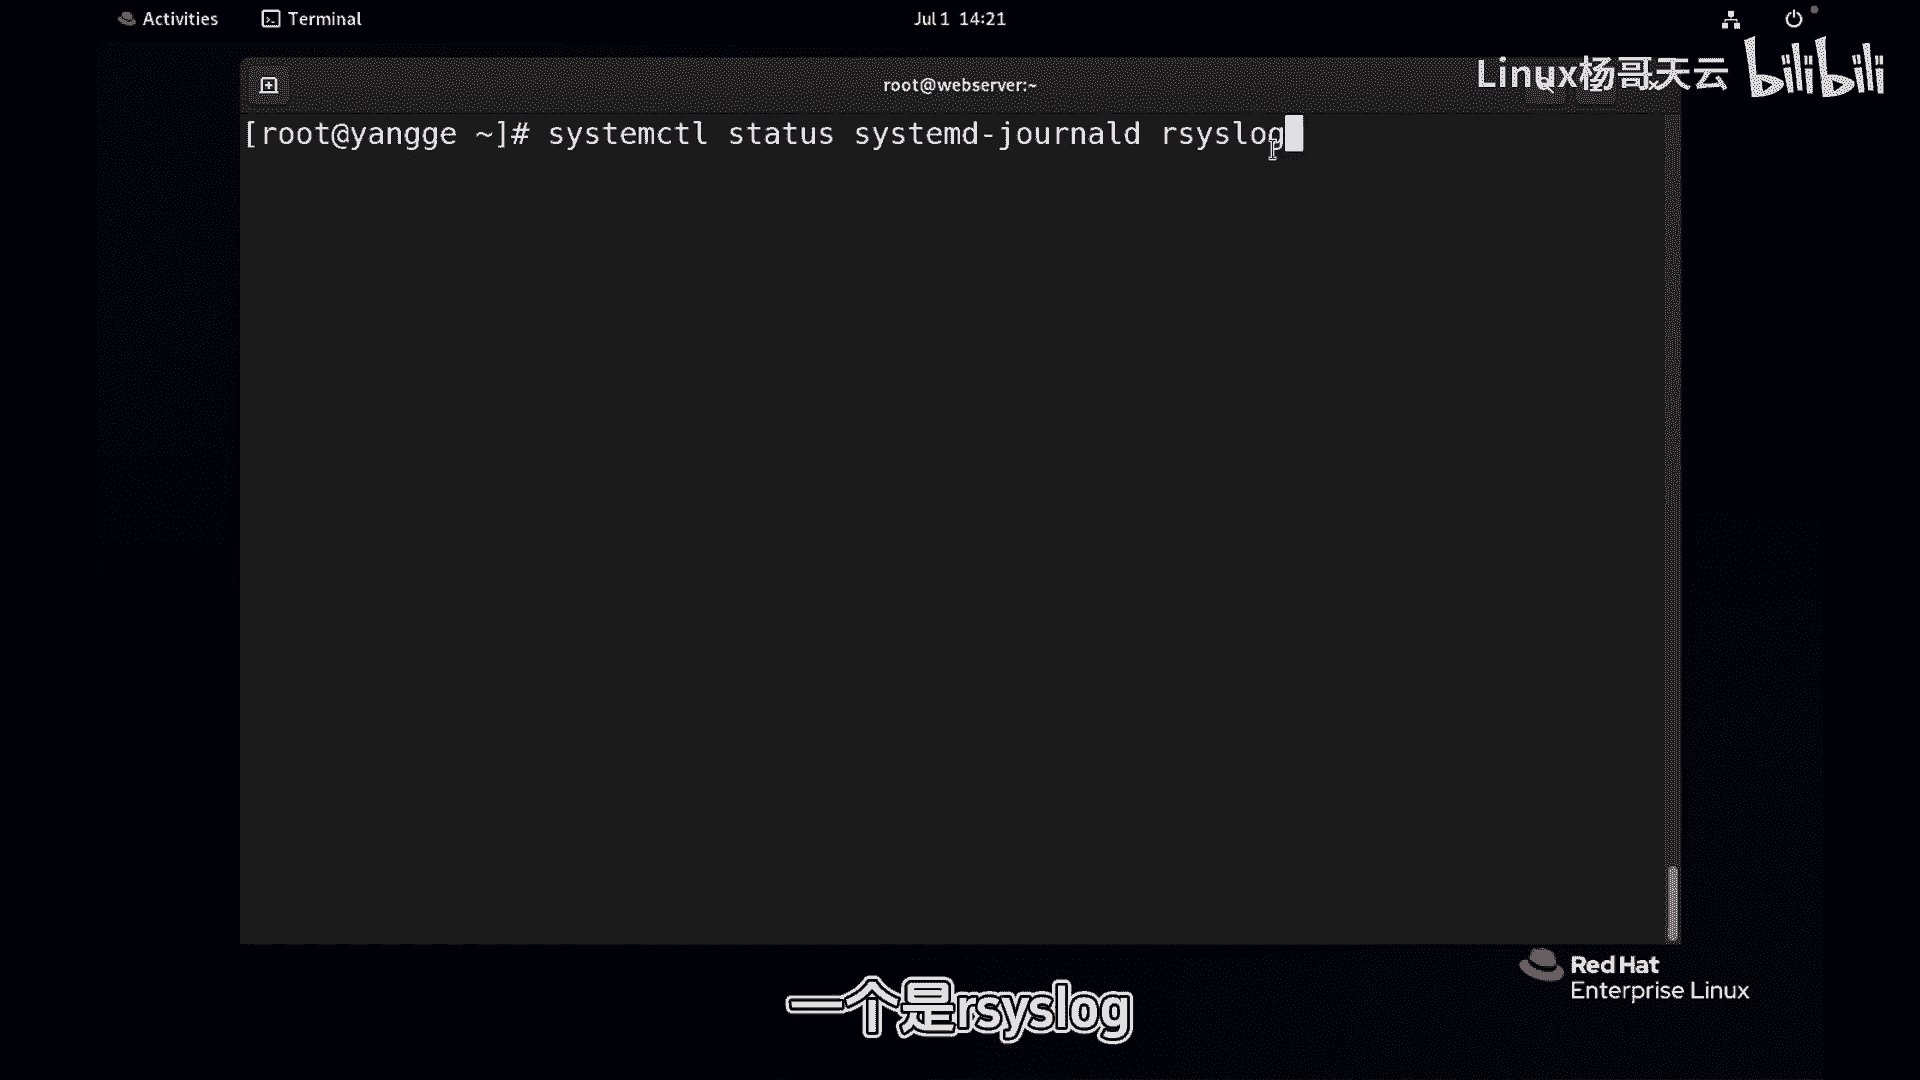 Activities
Terminal
Jul 1 14:21
root@webserver:~
Linux杨哥天云 bilibili
[root@yangge ~]# systemctl status systemd-journald rsyslog
Red Hat
Enterprise Linux
一个是rsyslog